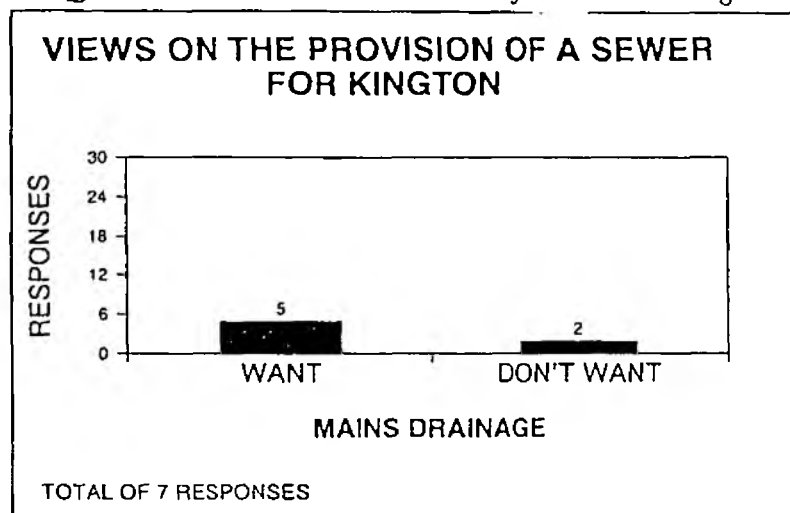 VIEWS ON THE PROVISION OF A SEWER
FOR KINGTON
RESPONSES
30
24
18
12
6
0
5
2
WANT
DON'T WANT
MAINS DRAINAGE
TOTAL OF 7 RESPONSES